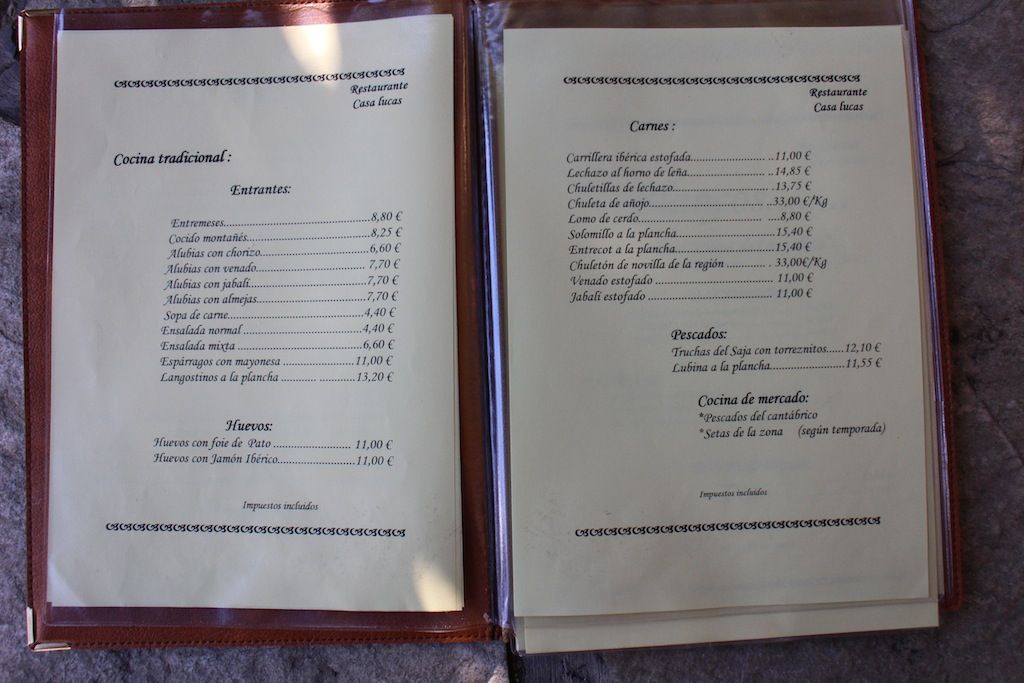 Restaurante
Casa lucas
Cocina tradicional :
Entrantes:
Entremeses..............................................8,80 €
Cocido montañés......................................8,25 €
Alubias con chorizo.................................6,60 €
Alubias con venado................................. 7,70 €
Alubias con jabalí....................................7,70 €
Alubias con almejas.................................7,70 €
Sopa de carne..........................................4,40 €
Ensalada normal .....................................4,40 €
Ensalada mixta .......................................6,60 €
Espárragos con mayonesa ......................11,00 €
Langostinos a la plancha ........... ...........13,20 €
Huevos:
Huevos con foie de Pato ........................ 11,00 €
Huevos con Jamón Ibérico........................11,00 €
Impuestos incluidos
Restaurante
Casa lucas
Carnes :
Carrillera ibérica estofada....................... ..11,00 €
Lechazo al horno de leña........................ ..14,85 €
Chuletillas de lechazo.............................. .13,75 €
Chuleta de añojo................................... ..33,00 €/Kg
Lomo de cerdo....................................... ....8,80 €
Solomillo a la plancha...............................15,40 €
Entrecot a la plancha................................15,40 €
Chuletón de novilla de la región ............ . 33,00€/Kg
Venado estofado .................................... 11,00 €
Jabalí estofado ...................................... 11,00 €
Pescados:
Truchas del Saja con torreznitos......12,10 €
Lubina a la plancha.......................11,55 €
Cocina de mercado:
*Pescados del cantábrico
*Setas de la zona (según temporada)
Impuestos incluidos